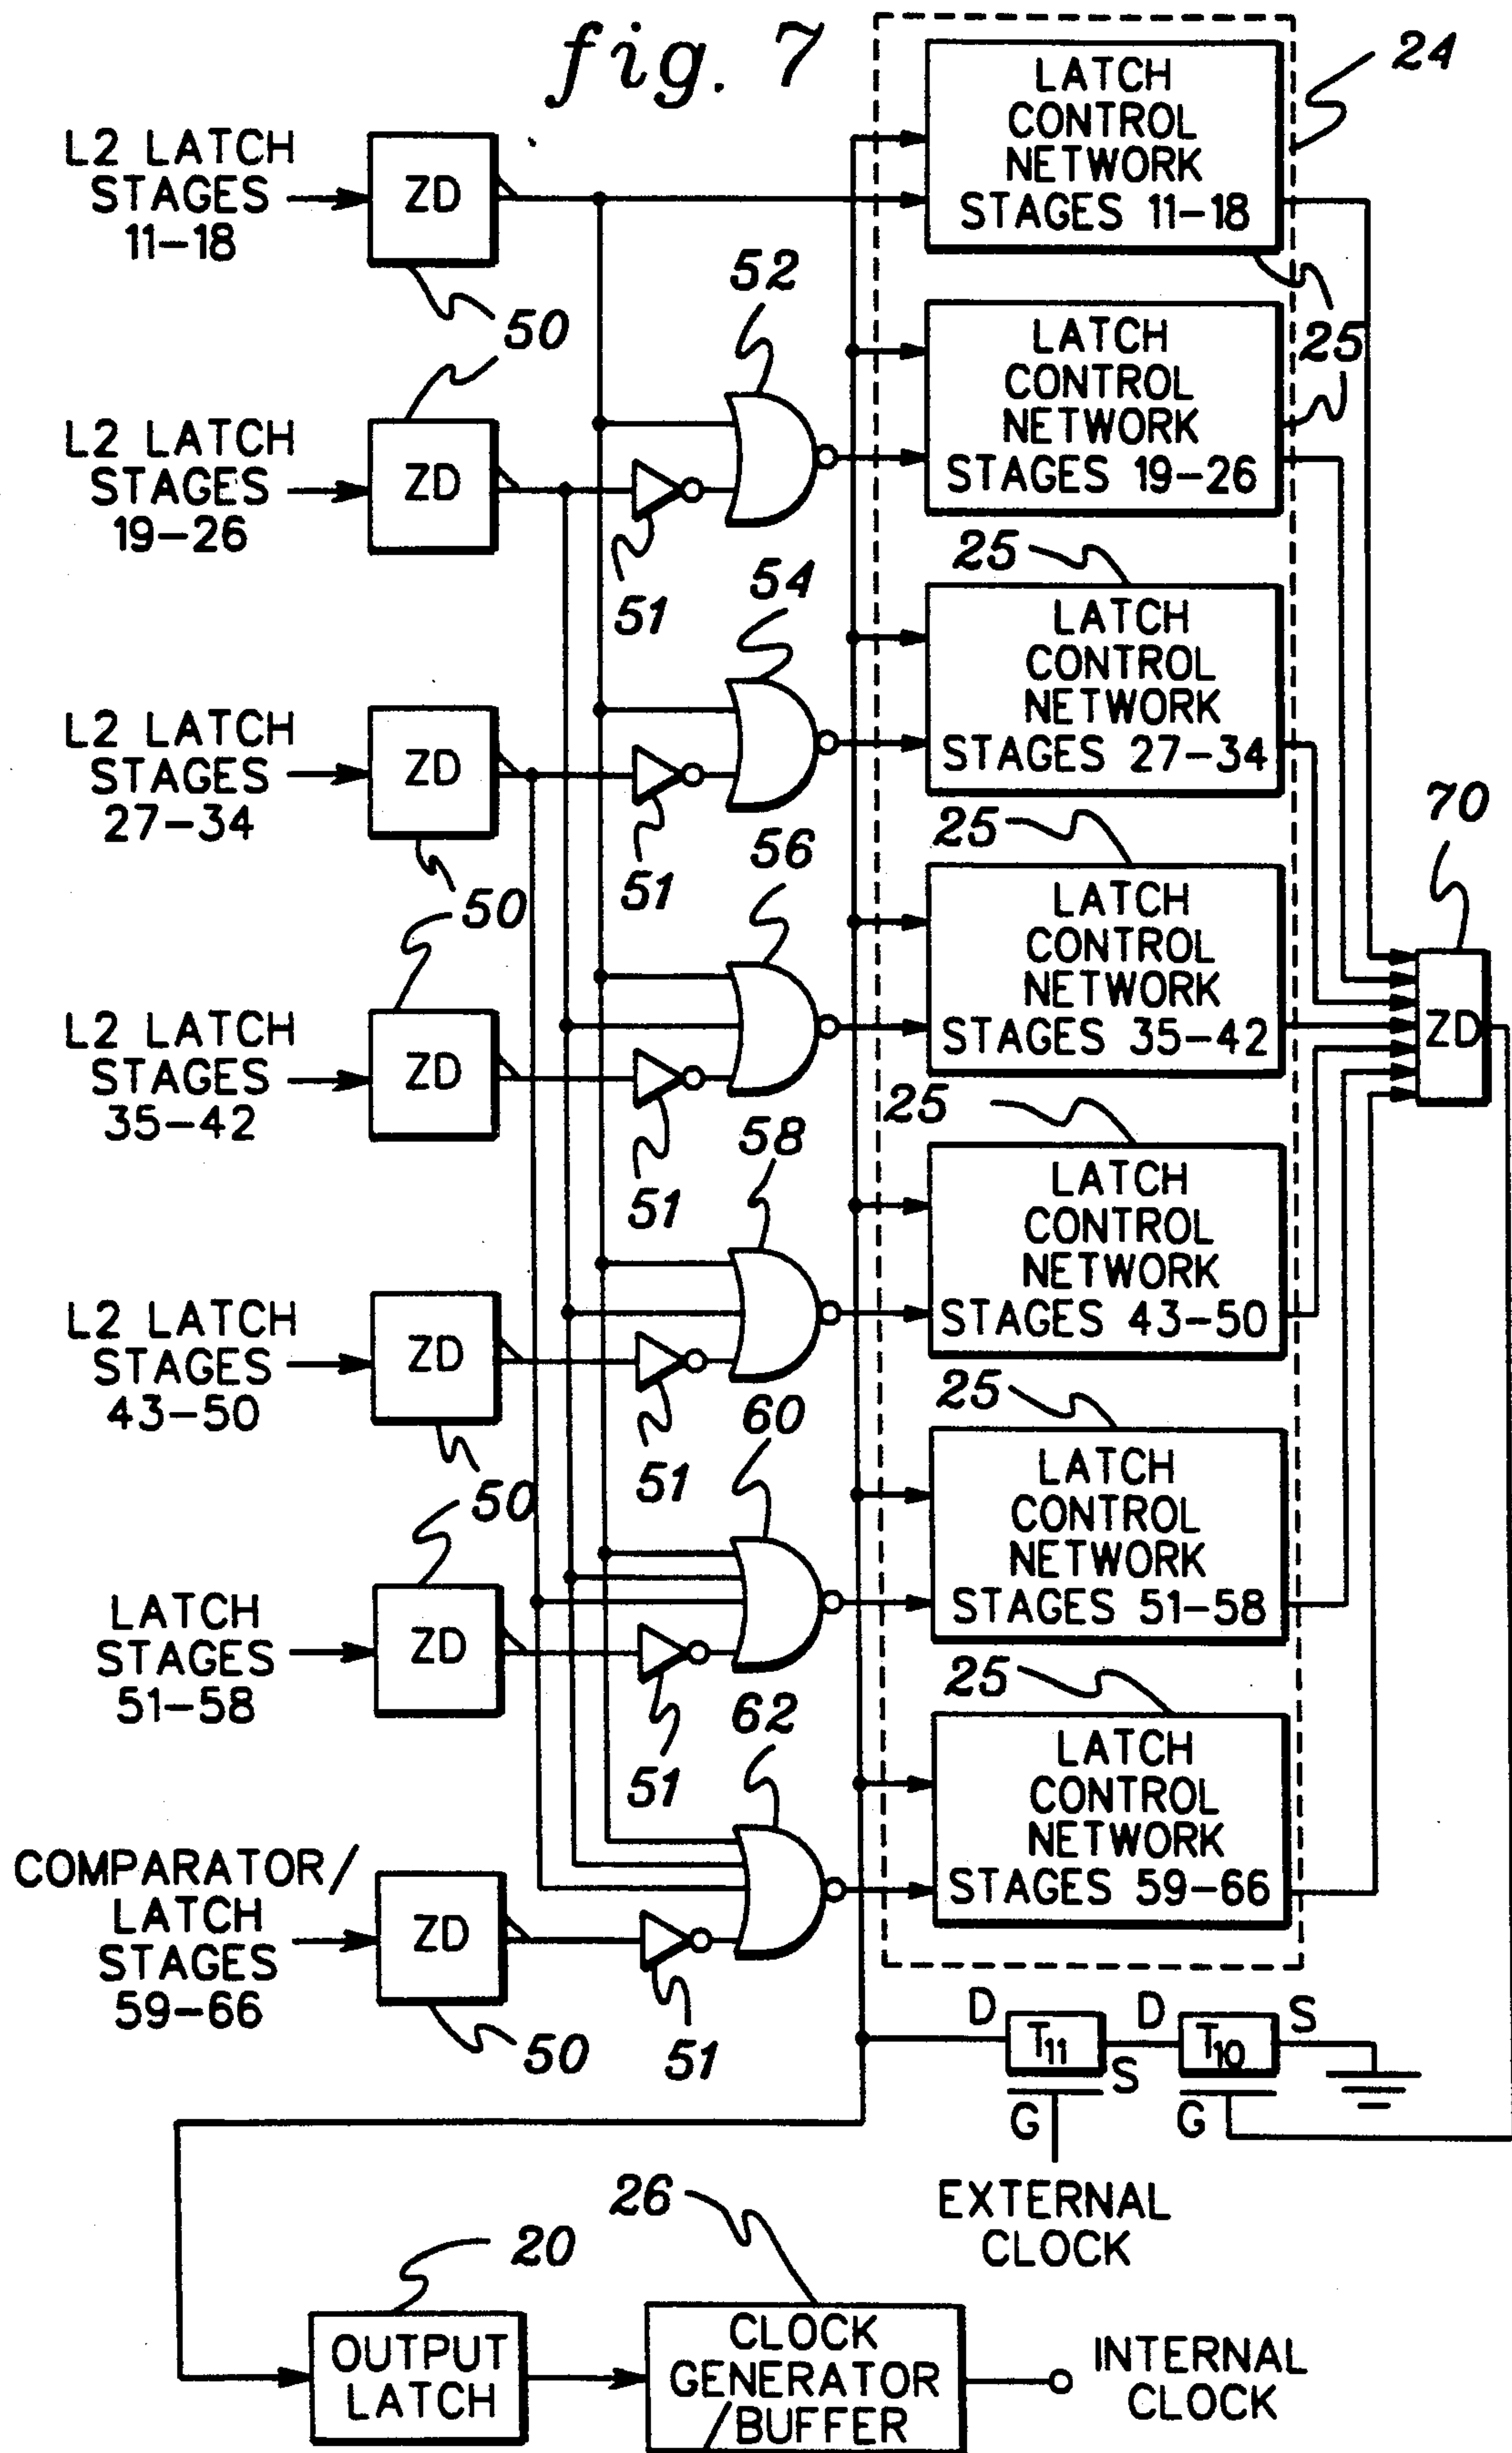 fig. 7
24
L2 LATCH
STAGES
11-18
ZD
50
LATCH
CONTROL
NETWORK
STAGES 11-18
25
52
L2 LATCH
STAGES
19-26
ZD
51
LATCH
CONTROL
NETWORK
STAGES 19-26
25
54
25
L2 LATCH
STAGES
27-34
ZD
50
51
LATCH
CONTROL
NETWORK
STAGES 27-34
70
56
25
L2 LATCH
STAGES
35-42
ZD
51
LATCH
CONTROL
NETWORK
STAGES 35-42
ZD
58
25
L2 LATCH
STAGES
43-50
ZD
50
51
LATCH
CONTROL
NETWORK
STAGES 43-50
60
25
LATCH
STAGES
51-58
ZD
51
LATCH
CONTROL
NETWORK
STAGES 51-58
62
25
COMPARATOR/
LATCH
STAGES
59-66
ZD
50
51
LATCH
CONTROL
NETWORK
STAGES 59-66
D
T11
S
G
D
T10
S
G
EXTERNAL
CLOCK
20
OUTPUT
LATCH
26
CLOCK
GENERATOR
/BUFFER
INTERNAL
CLOCK